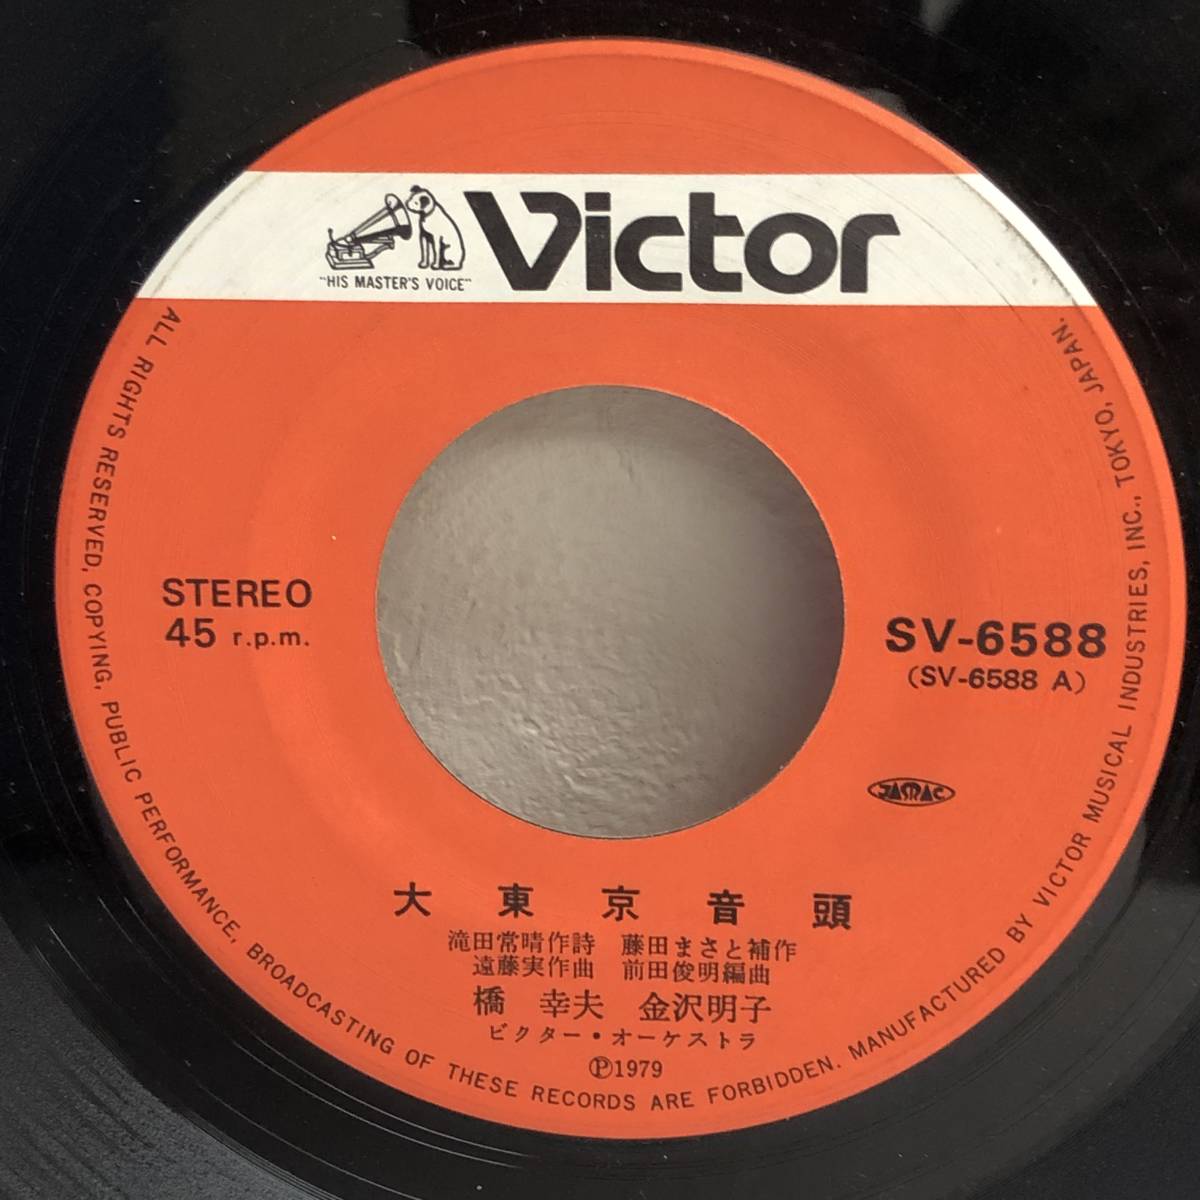 "HIS MASTER'S VOICE"
Victor
STEREO
45 r.p.m.
SV-6588
(SV-6588 A)
JASRAC
大東京音頭
滝田常晴作詩 藤田まさと補作
遠藤実作曲 前田俊明編曲
橋 幸夫 金沢明子
ビクター・オーケストラ
Ⓟ1979
ALL RIGHTS RESERVED, COPYING, PUBLIC PERFORMANCE, BROADCASTING OF THESE RECORDS ARE FORBIDDEN. MANUFACTURED BY VICTOR MUSICAL INDUSTRIES, INC., TOKYO, JAPAN.